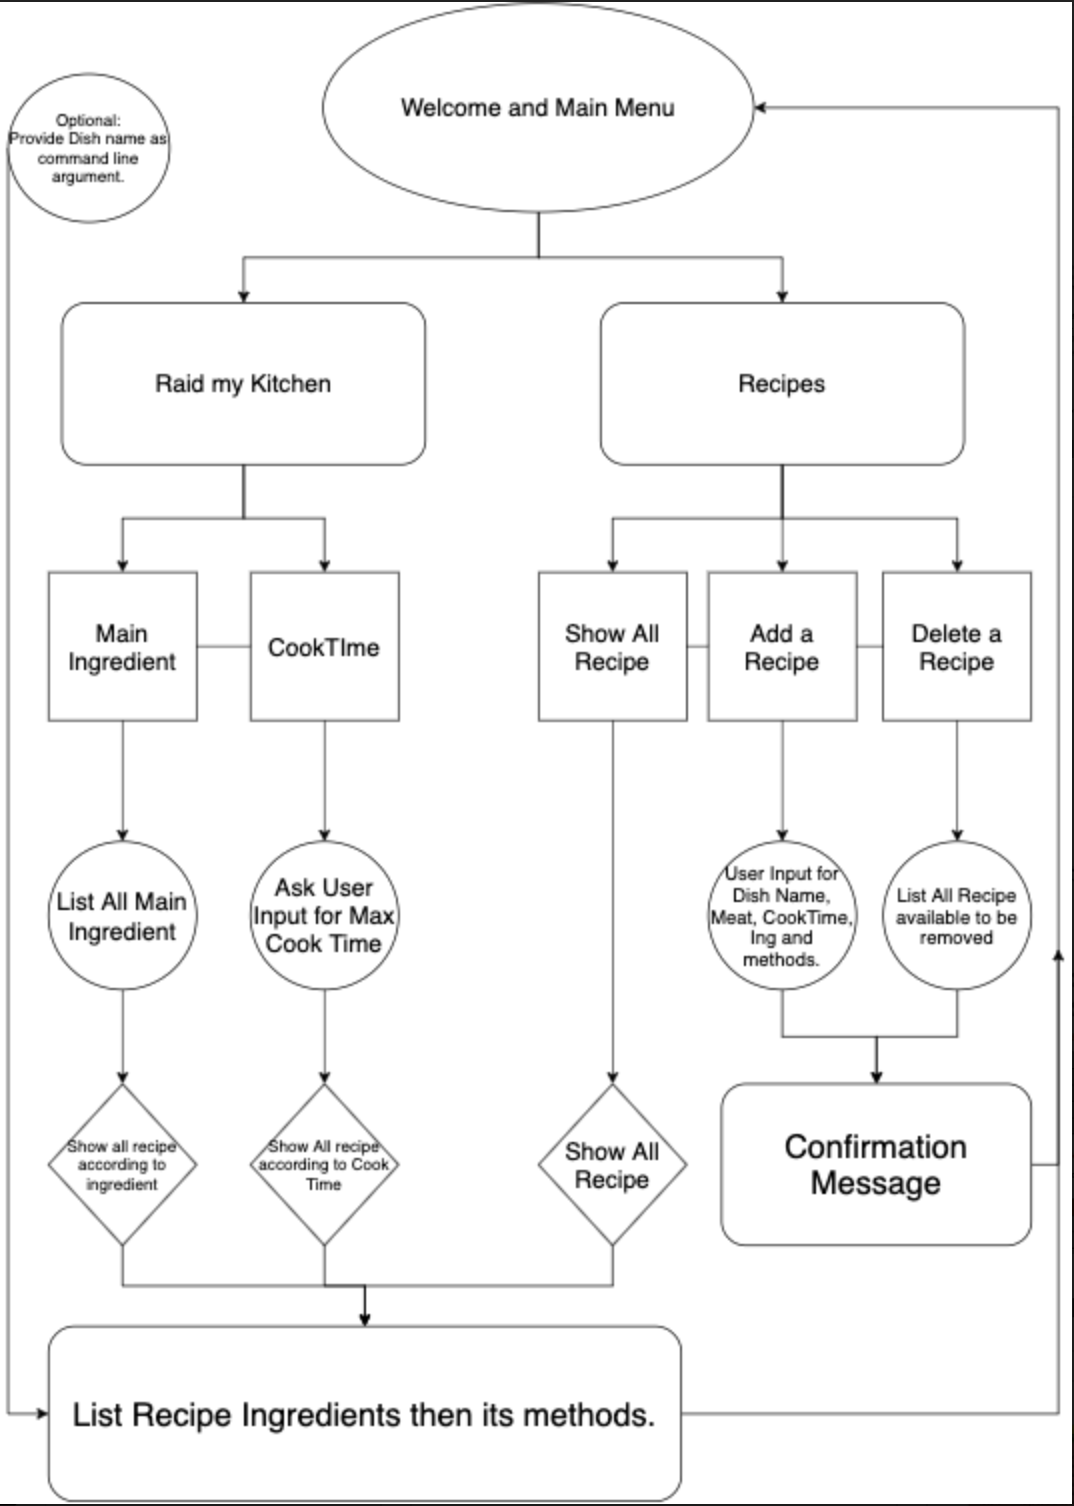 Welcome and Main Menu
Optional:
Provide Dish name as
command line
argument.
Raid my Kitchen
Recipes
Main
Ingredient
CookTIme
Show All
Recipe
Add a
Recipe
Delete a
Recipe
List All Main
Ingredient
Ask User
Input for Max
Cook Time
User Input for
Dish Name,
Meat, CookTime,
Ing and
methods.
List All Recipe
available to be
removed
Show all recipe
according to
ingredient
Show All recipe
according to Cook
Time
Show All
Recipe
Confirmation
Message
List Recipe Ingredients then its methods.